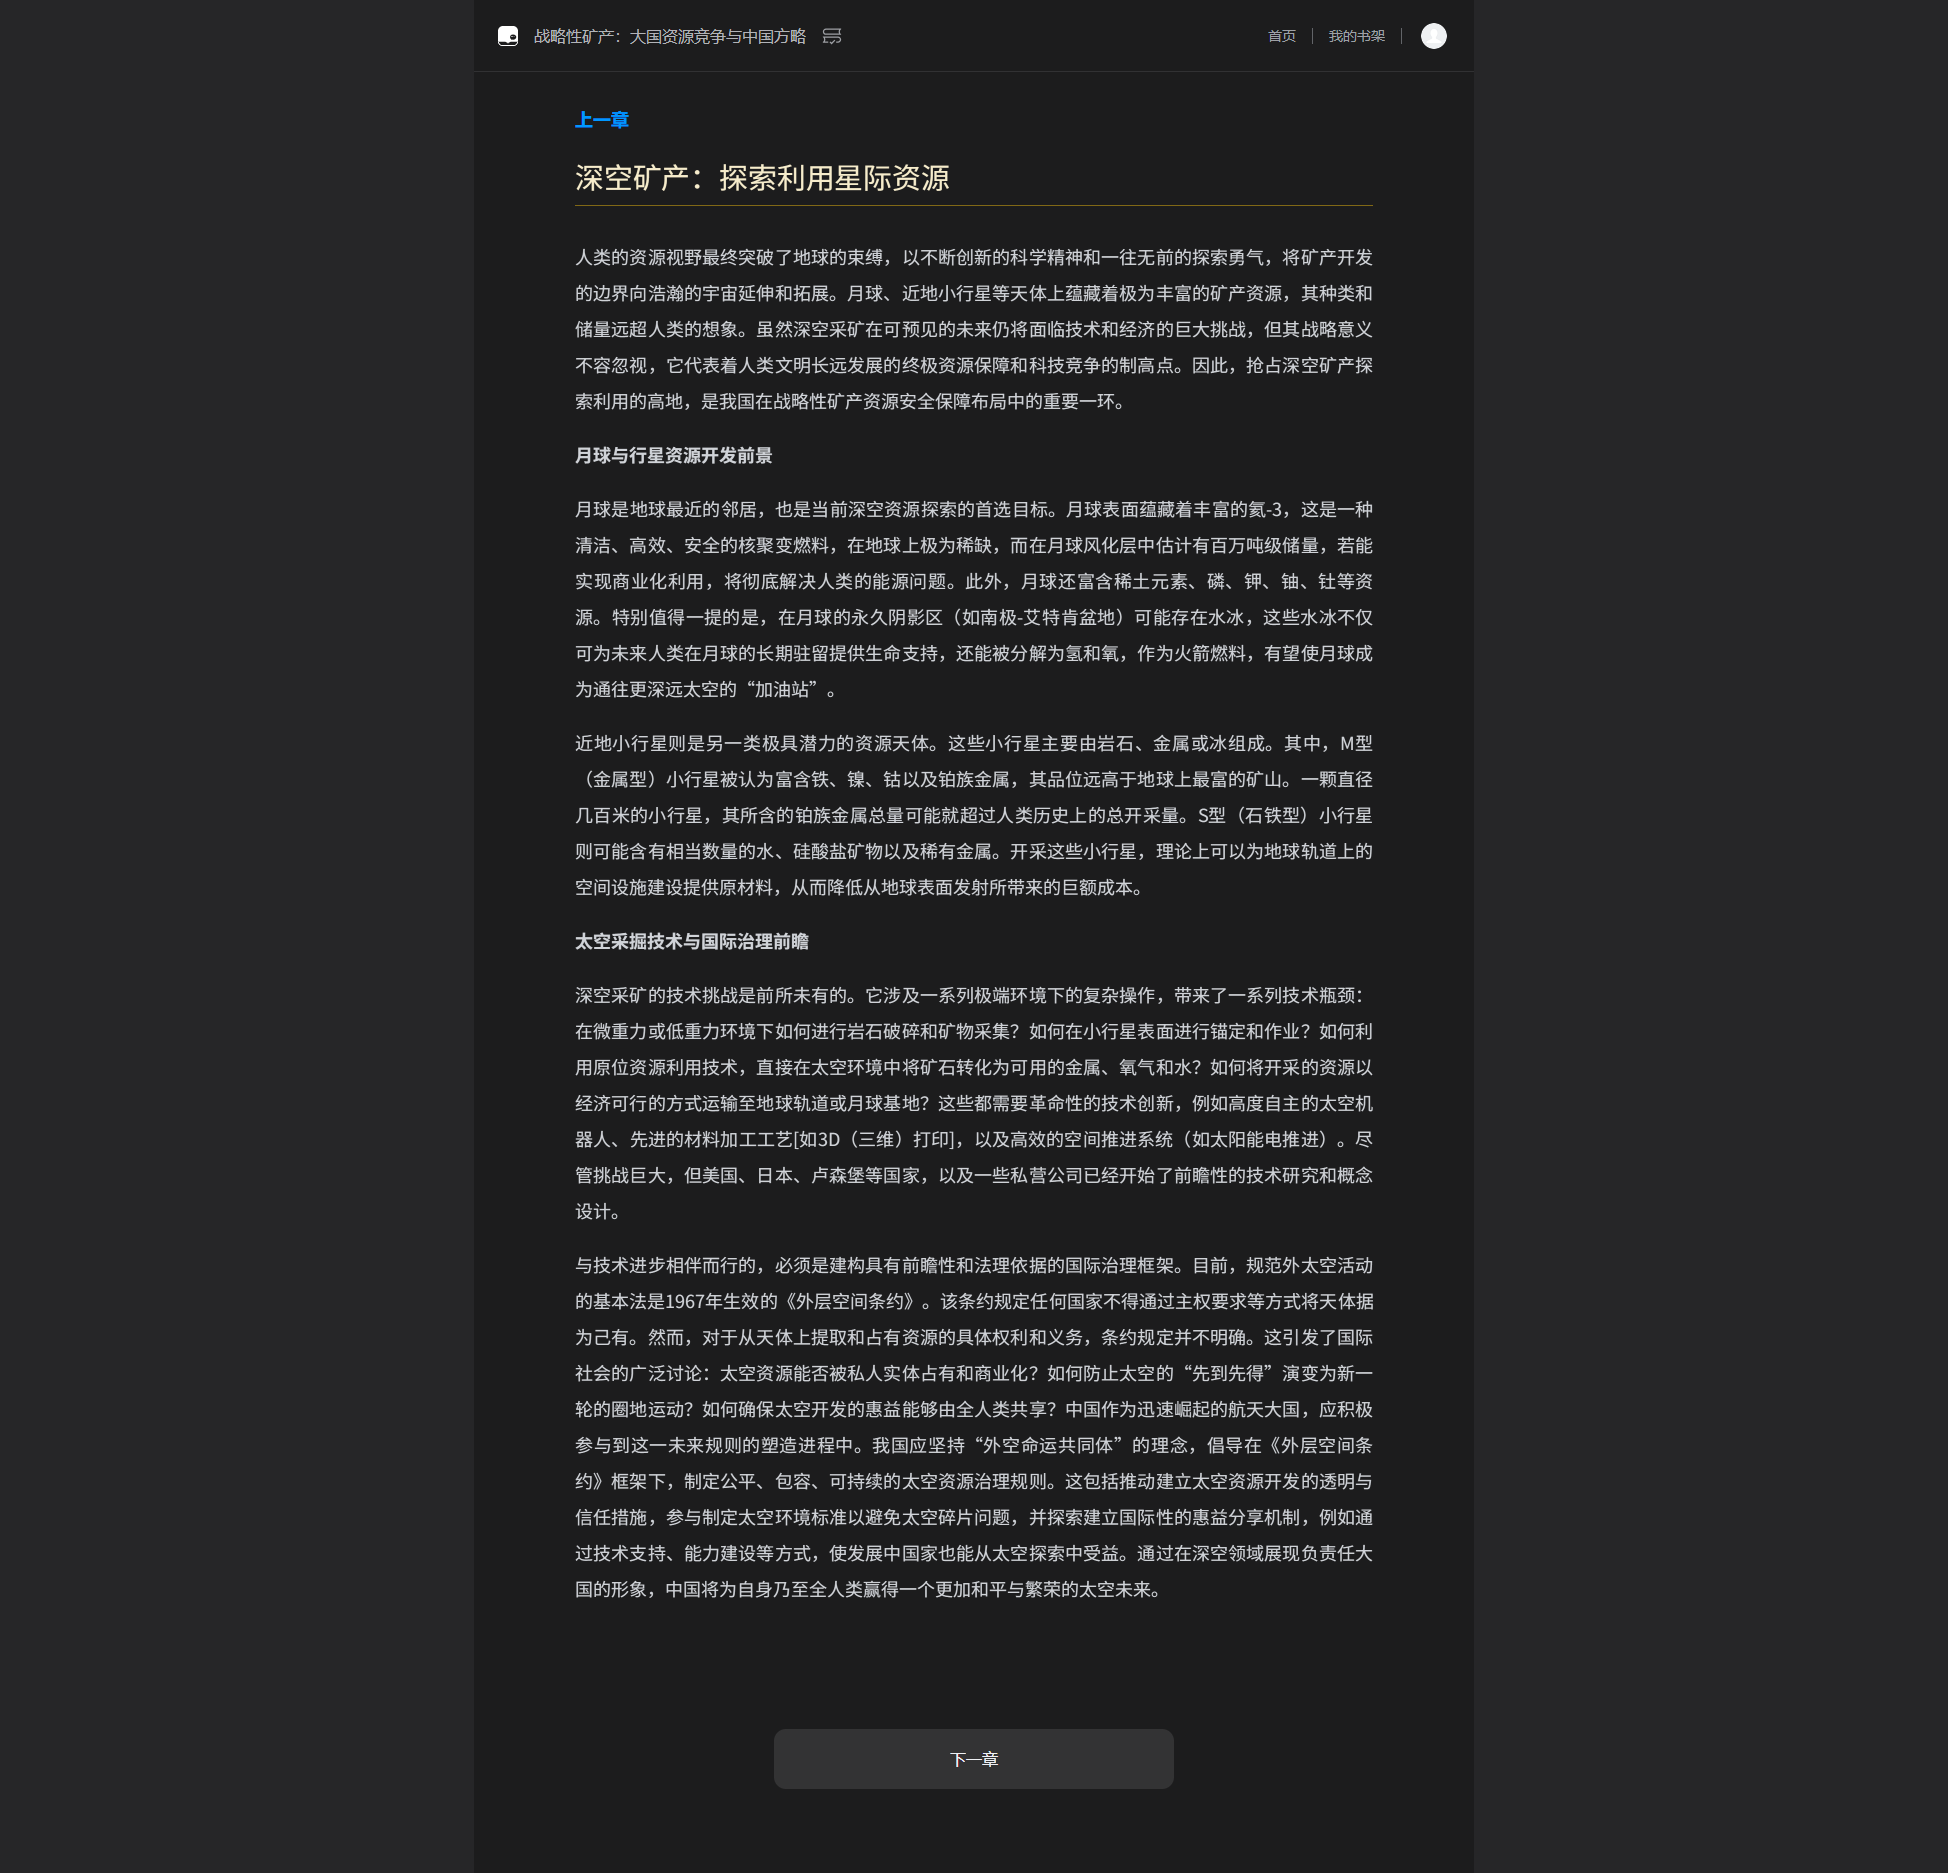 战略性矿产：大国资源竞争与中国方略
首页
我的书架
上一章
深空矿产：探索利用星际资源
人类的资源视野最终突破了地球的束缚，以不断创新的科学精神和一往无前的探索勇气，将矿产开发
的边界向浩瀚的宇宙延伸和拓展。月球、近地小行星等天体上蕴藏着极为丰富的矿产资源，其种类和
储量远超人类的想象。虽然深空采矿在可预见的未来仍将面临技术和经济的巨大挑战，但其战略意义
不容忽视，它代表着人类文明长远发展的终极资源保障和科技竞争的制高点。因此，抢占深空矿产探
索利用的高地，是我国在战略性矿产资源安全保障布局中的重要一环。
月球与行星资源开发前景
月球是地球最近的邻居，也是当前深空资源探索的首选目标。月球表面蕴藏着丰富的氦-3，这是一种
清洁、高效、安全的核聚变燃料，在地球上极为稀缺，而在月球风化层中估计有百万吨级储量，若能
实现商业化利用，将彻底解决人类的能源问题。此外，月球还富含稀土元素、磷、钾、铀、钍等资
源。特别值得一提的是，在月球的永久阴影区（如南极-艾特肯盆地）可能存在水冰，这些水冰不仅
可为未来人类在月球的长期驻留提供生命支持，还能被分解为氢和氧，作为火箭燃料，有望使月球成
为通往更深远太空的“加油站”。
近地小行星则是另一类极具潜力的资源天体。这些小行星主要由岩石、金属或冰组成。其中，M型
（金属型）小行星被认为富含铁、镍、钴以及铂族金属，其品位远高于地球上最富的矿山。一颗直径
几百米的小行星，其所含的铂族金属总量可能就超过人类历史上的总开采量。S型（石铁型）小行星
则可能含有相当数量的水、硅酸盐矿物以及稀有金属。开采这些小行星，理论上可以为地球轨道上的
空间设施建设提供原材料，从而降低从地球表面发射所带来的巨额成本。
太空采掘技术与国际治理前瞻
深空采矿的技术挑战是前所未有的。它涉及一系列极端环境下的复杂操作，带来了一系列技术瓶颈：
在微重力或低重力环境下如何进行岩石破碎和矿物采集？如何在小行星表面进行锚定和作业？如何利
用原位资源利用技术，直接在太空环境中将矿石转化为可用的金属、氧气和水？如何将开采的资源以
经济可行的方式运输至地球轨道或月球基地？这些都需要革命性的技术创新，例如高度自主的太空机
器人、先进的材料加工工艺[如3D（三维）打印]，以及高效的空间推进系统（如太阳能电推进）。尽
管挑战巨大，但美国、日本、卢森堡等国家，以及一些私营公司已经开始了前瞻性的技术研究和概念
设计。
与技术进步相伴而行的，必须是建构具有前瞻性和法理依据的国际治理框架。目前，规范外太空活动
的基本法是1967年生效的《外层空间条约》。该条约规定任何国家不得通过主权要求等方式将天体据
为己有。然而，对于从天体上提取和占有资源的具体权利和义务，条约规定并不明确。这引发了国际
社会的广泛讨论：太空资源能否被私人实体占有和商业化？如何防止太空的“先到先得”演变为新一
轮的圈地运动？如何确保太空开发的惠益能够由全人类共享？中国作为迅速崛起的航天大国，应积极
参与到这一未来规则的塑造进程中。我国应坚持“外空命运共同体”的理念，倡导在《外层空间条
约》框架下，制定公平、包容、可持续的太空资源治理规则。这包括推动建立太空资源开发的透明与
信任措施，参与制定太空环境标准以避免太空碎片问题，并探索建立国际性的惠益分享机制，例如通
过技术支持、能力建设等方式，使发展中国家也能从太空探索中受益。通过在深空领域展现负责任大
国的形象，中国将为自身乃至全人类赢得一个更加和平与繁荣的太空未来。
下一章